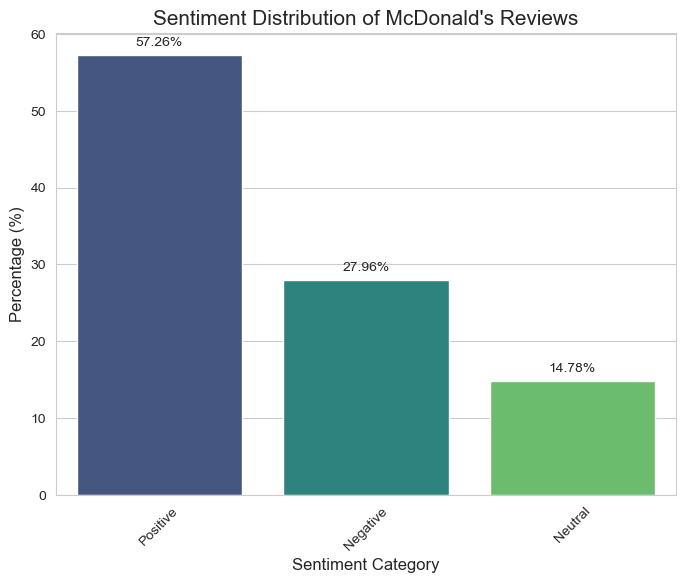 Sentiment Distribution of McDonald's Reviews
60
57.26%
50
40
30
27.96%
20
14.78%
10
0
Percentage (%)
Positive
Negative
Neutral
Sentiment Category